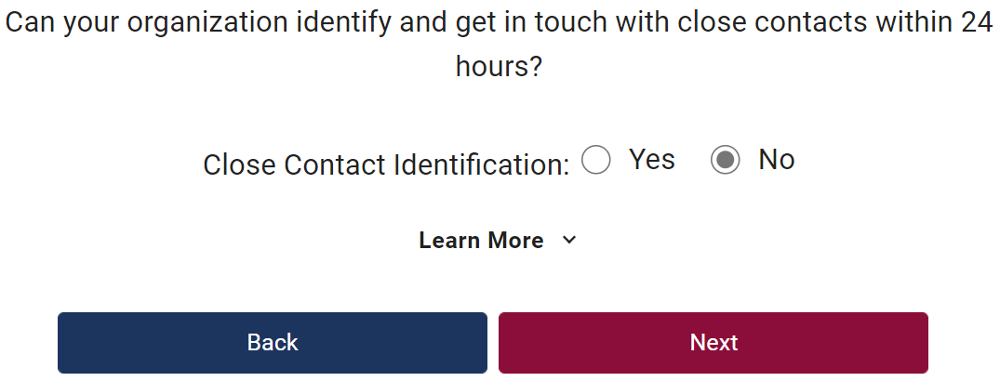 Can your organization identify and get in touch with close contacts within 24
hours?
Close Contact Identification: Yes No
Learn More
Back Next